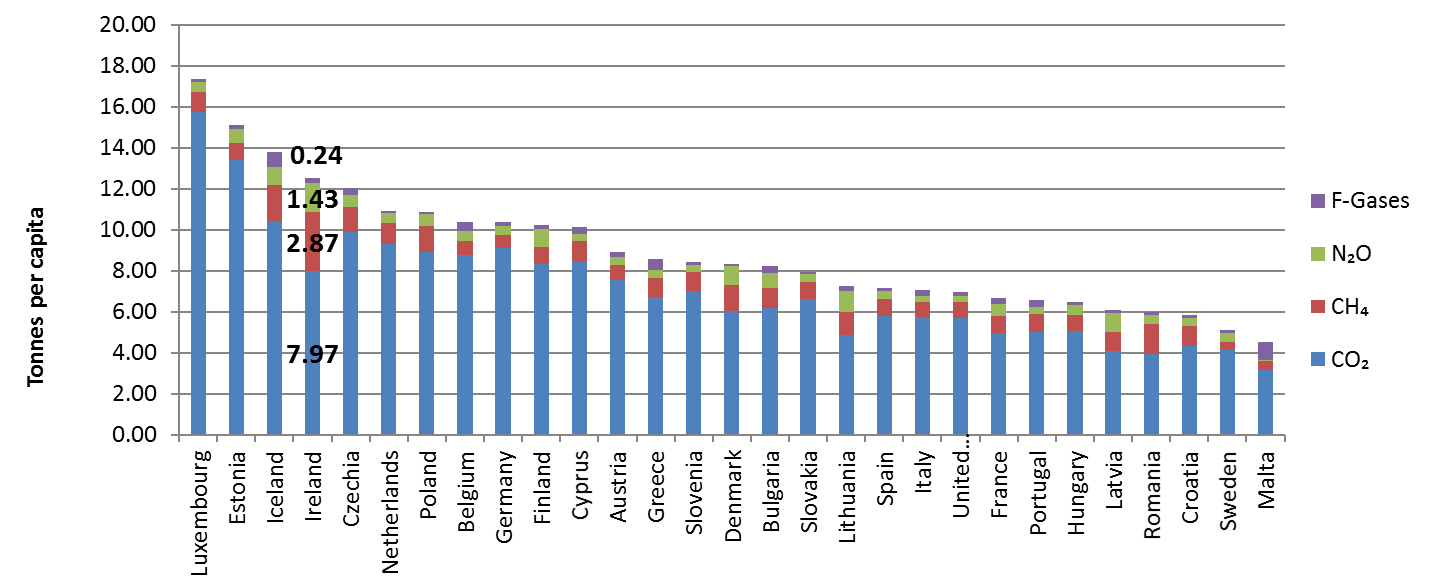 20.00
18.00
16.00
14.00
12.00
10.00
8.00
6.00
4.00
2.00
0.00
Tonnes per capita
0.24
1.43
2.87
7.97
F-Gases
N₂O
CH₄
CO₂
Luxembourg
Estonia
Iceland
Ireland
Czechia
Netherlands
Poland
Belgium
Germany
Finland
Cyprus
Austria
Greece
Slovenia
Denmark
Bulgaria
Slovakia
Lithuania
Spain
Italy
United...
France
Portugal
Hungary
Latvia
Romania
Croatia
Sweden
Malta